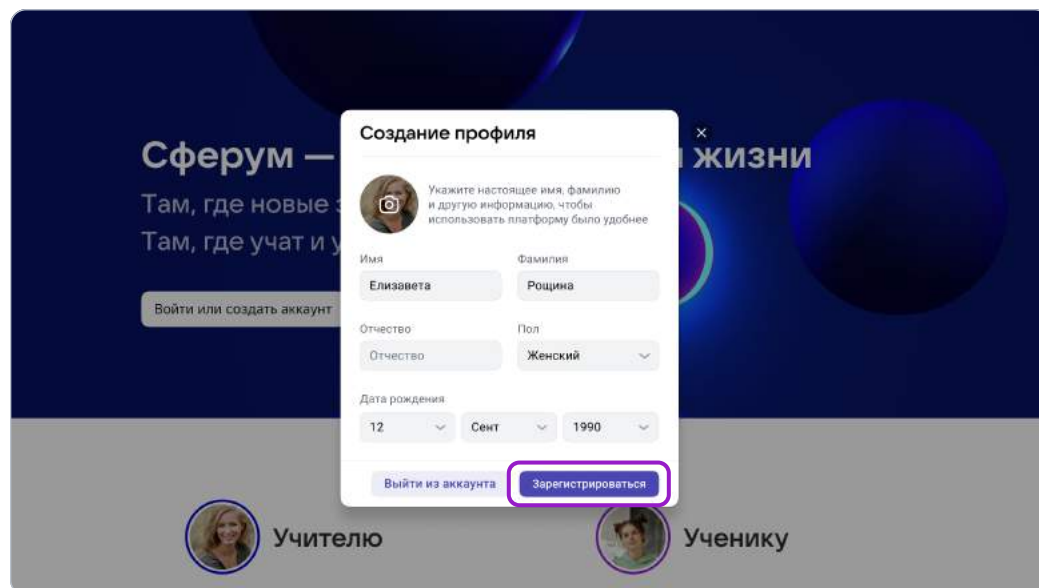 Создание профиля
Сферум —
жизни
Укажите настоящее имя, фамилию
и другую информацию, чтобы
использовать платформу было удобнее
Там, где новые
Там, где учат и
Имя
Фамилия
Елизавета
Рощина
Войти или создать аккаунт
Отчество
Пол
Отчество
Женский
Дата рождения
12
Сент
1990
Выйти из аккаунта
Зарегистрироваться
Учителю
Ученику